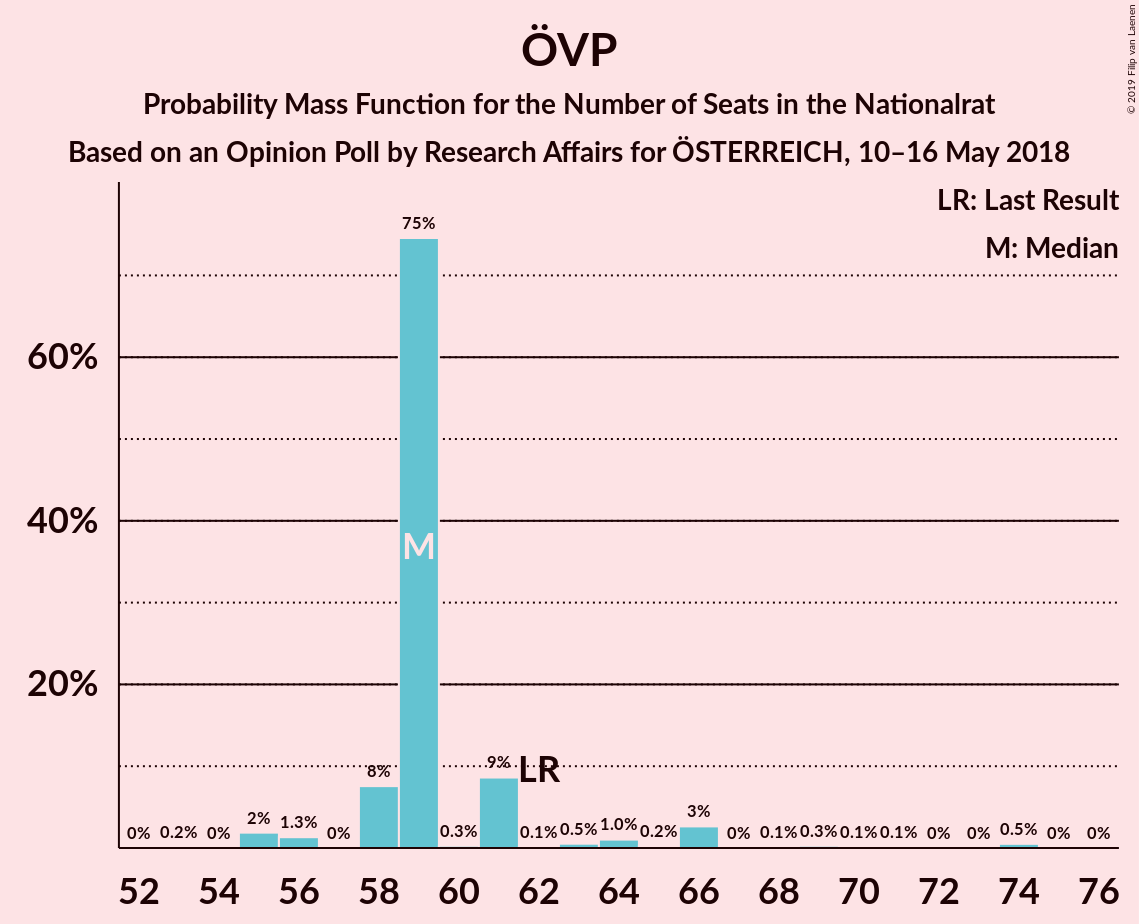 ÖVP
Probability Mass Function for the Number of Seats in the Nationalrat
Based on an Opinion Poll by Research Affairs for ÖSTERREICH, 10–16 May 2018
© 2019 Filip van Laenen
LR: Last Result
M: Median
60%
40%
20%
0% 0.2% 0% 2% 1.3% 0% 8% 75% 0.3% 9% 0.1% 0.5% 1.0% 0.2% 3% 0% 0.1% 0.3% 0.1% 0.1% 0% 0% 0.5% 0% 0%
M
LR
52 54 56 58 60 62 64 66 68 70 72 74 76